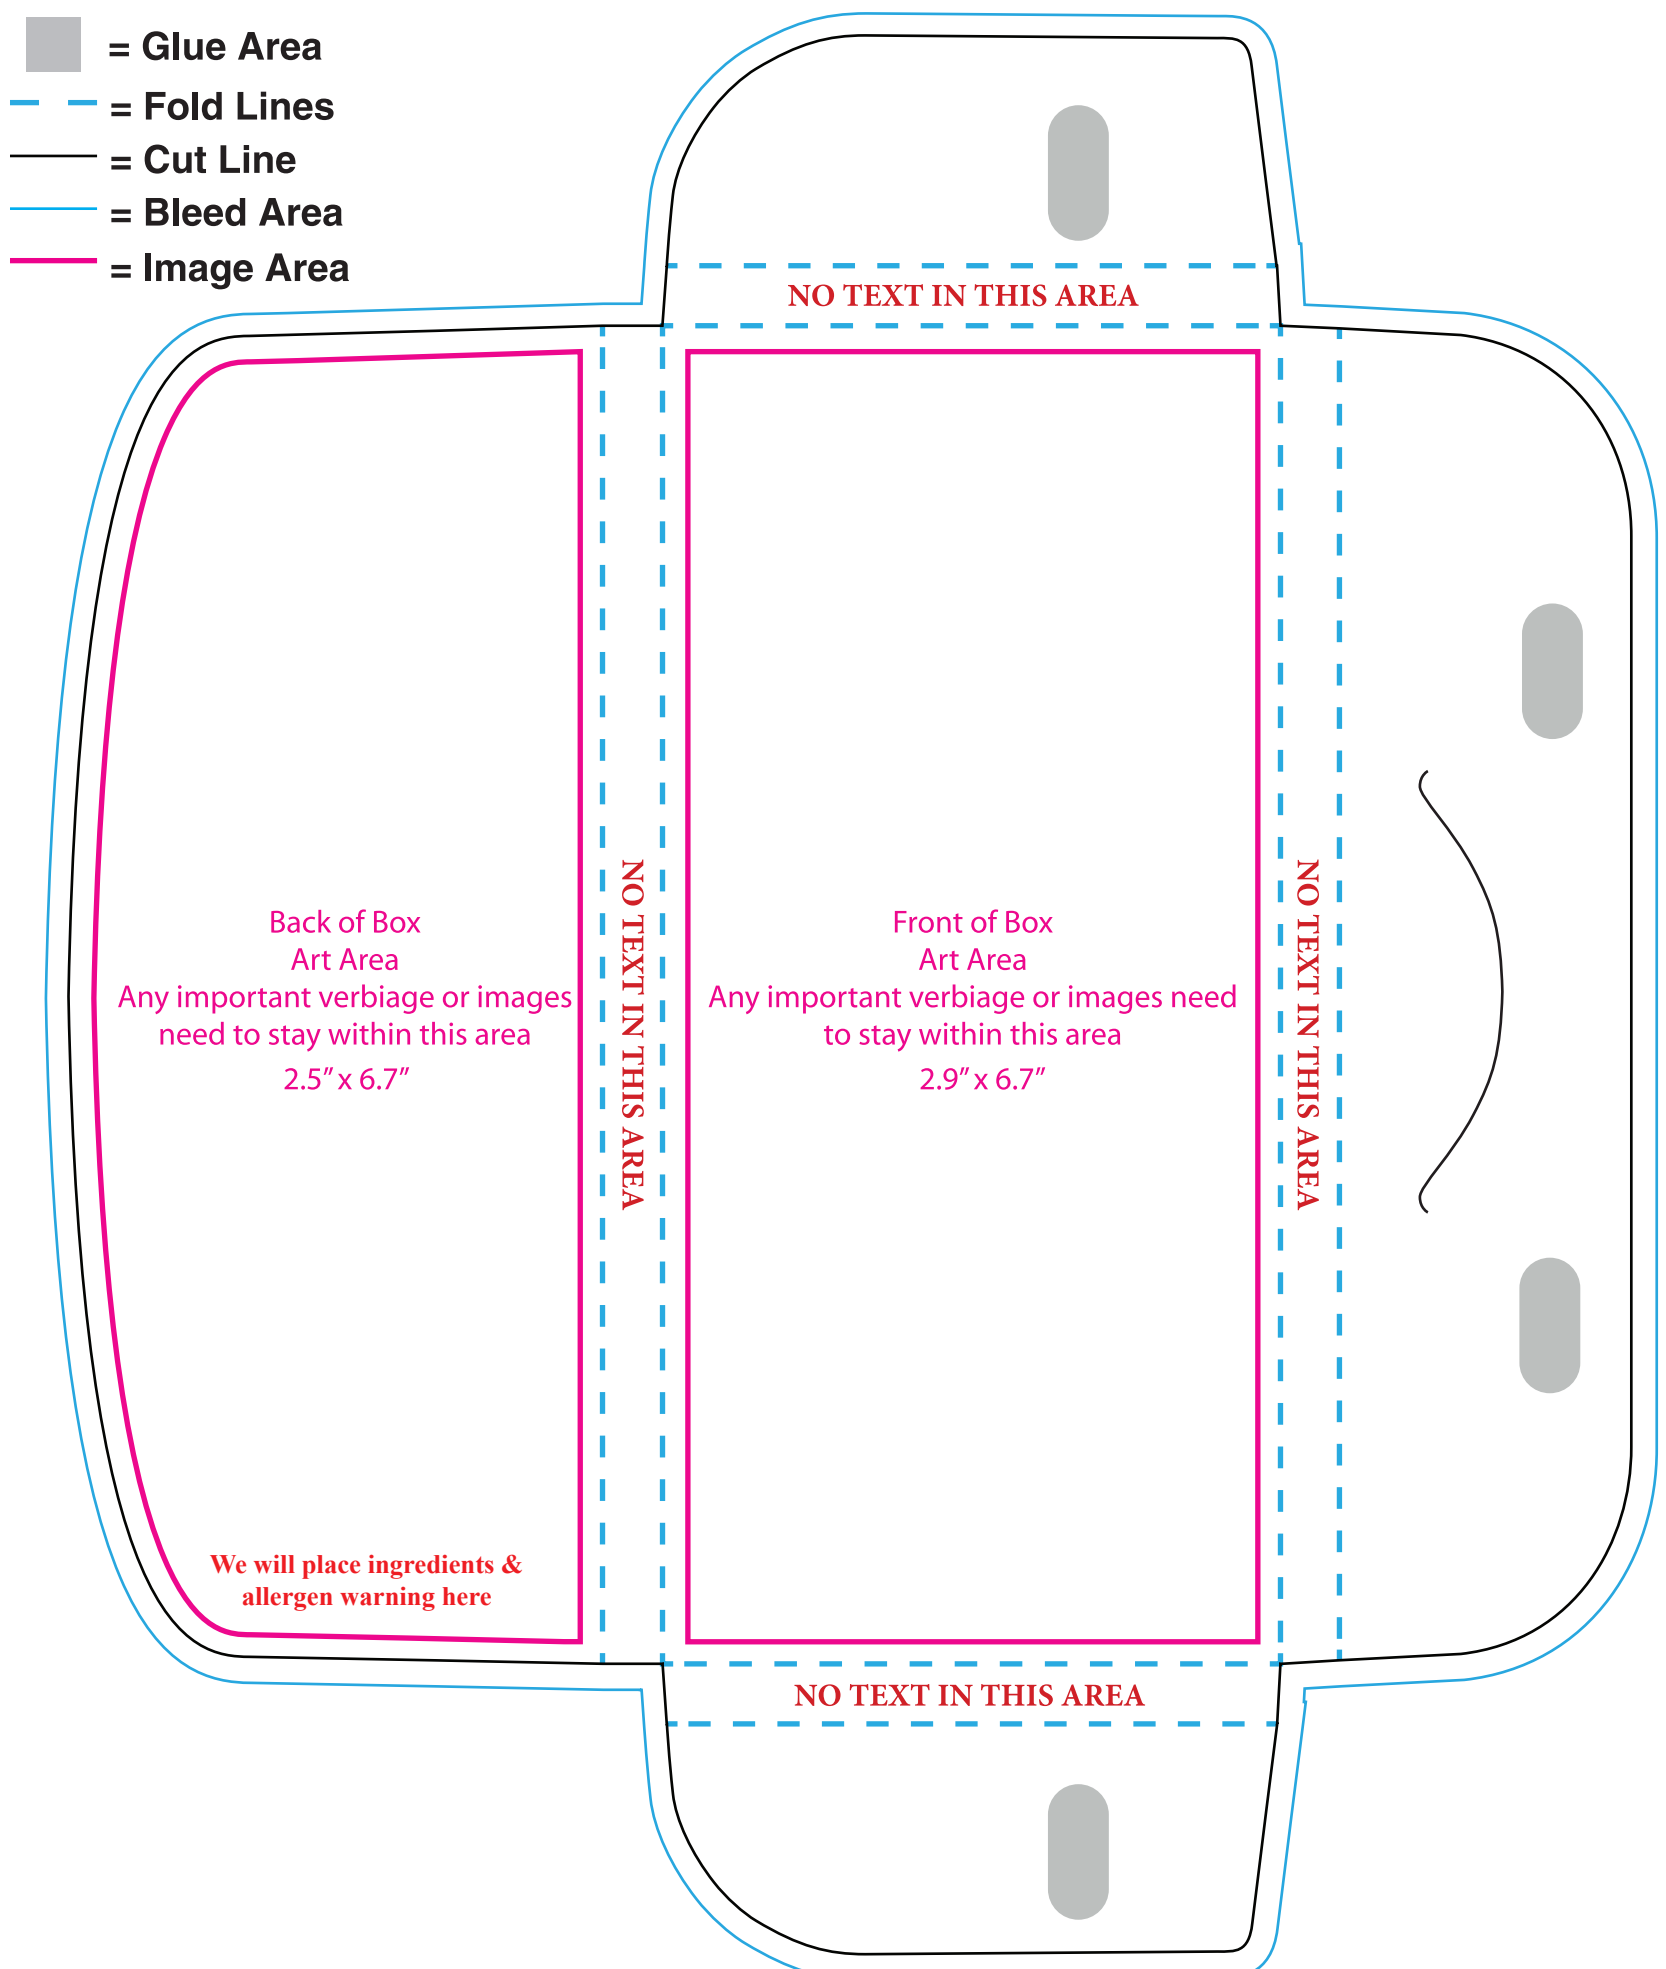 = Glue Area
= Fold Lines
= Cut Line
= Bleed Area
= Image Area
NO TEXT IN THIS AREA
Back of Box
Art Area
Any important verbiage or images
need to stay within this area
2.5” x 6.7”
We will place ingredients &
allergen warning here
NO TEXT IN THIS AREA
Front of Box
Art Area
Any important verbiage or images need
to stay within this area
2.9” x 6.7”
NO TEXT IN THIS AREA
NO TEXT IN THIS AREA